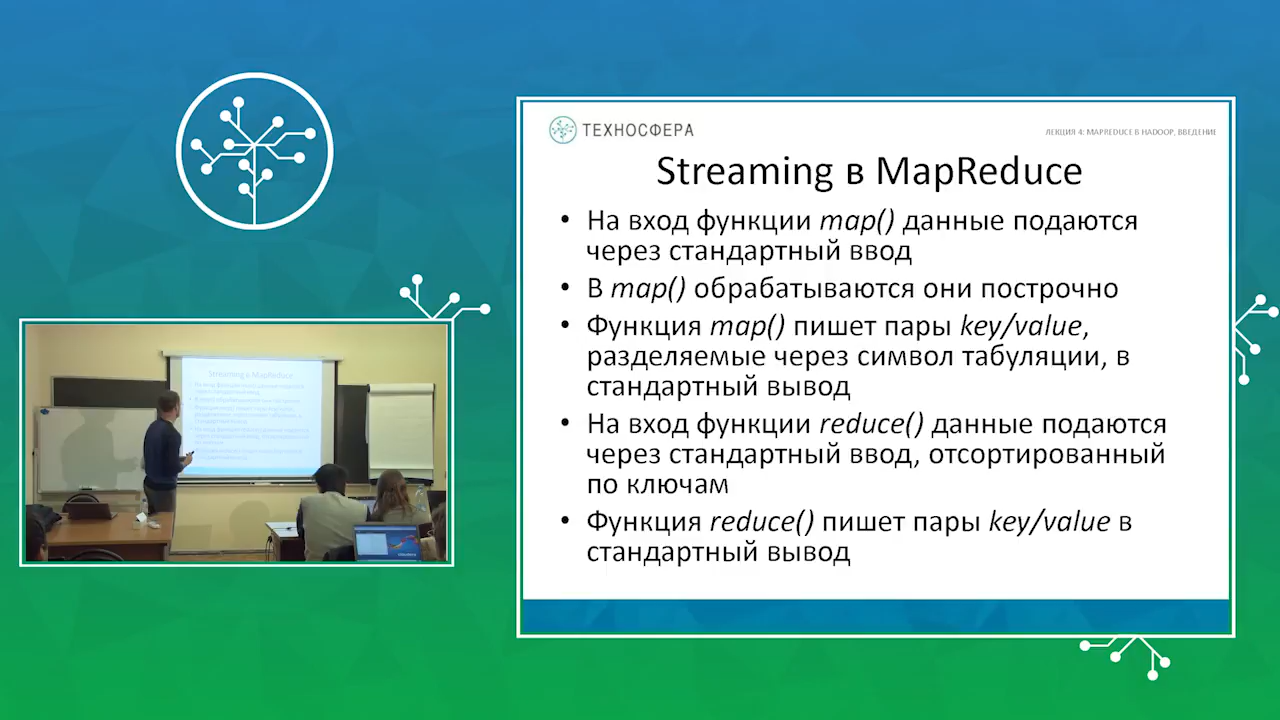 ТЕХНОСФЕРА
ЛЕКЦИЯ 4: MAPREDUCE В HADOOP, ВВЕДЕНИЕ
Streaming в MapReduce
• На вход функции map() данные подаются
через стандартный ввод
• В map() обрабатываются они построчно
• Функция map() пишет пары key/value,
разделяемые через символ табуляции, в
стандартный вывод
• На вход функции reduce() данные подаются
через стандартный ввод, отсортированный
по ключам
• Функция reduce() пишет пары key/value в
стандартный вывод
Streaming в MapReduce